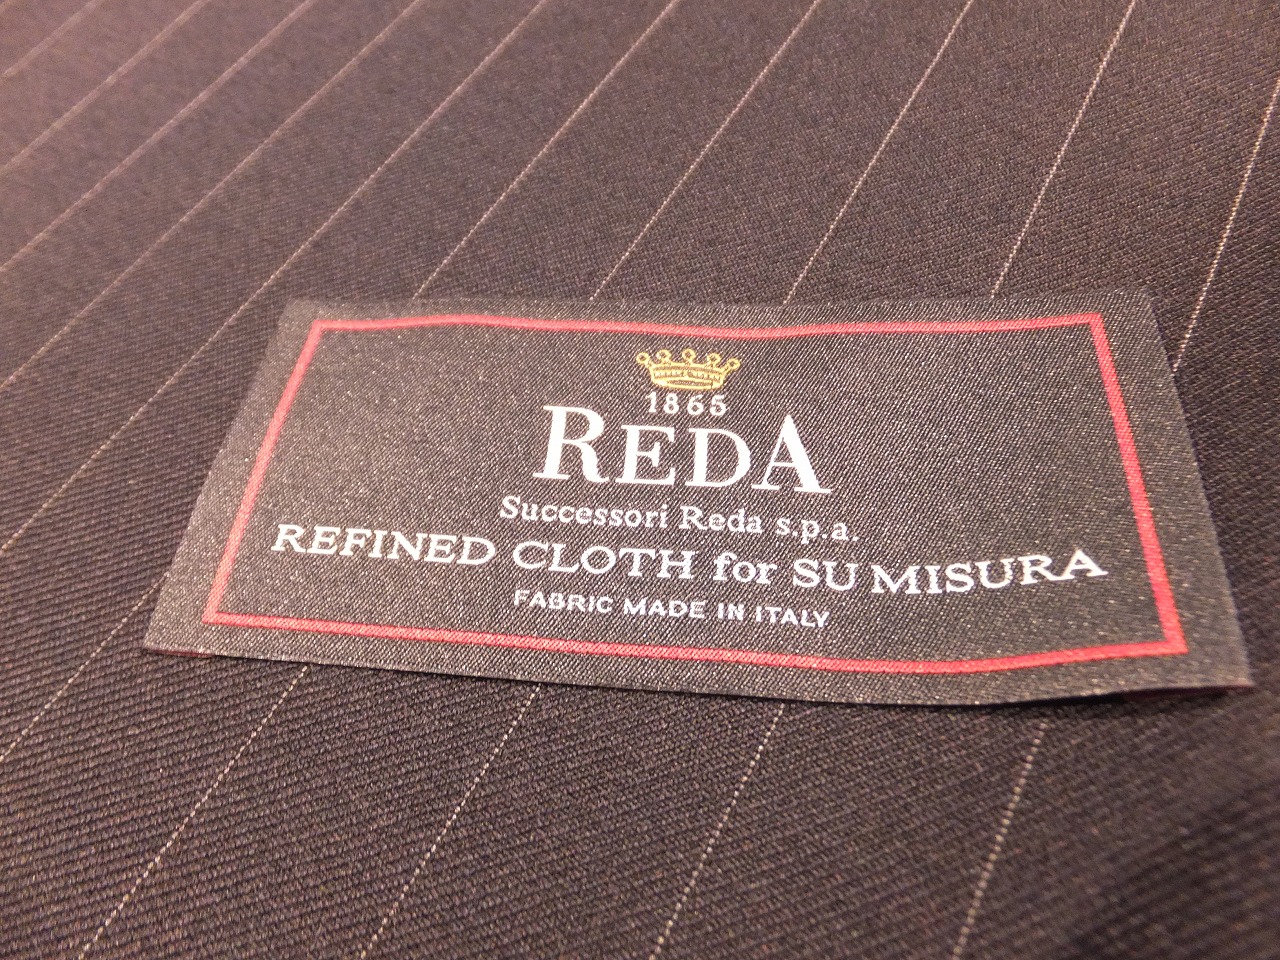 1865
REDA
Successori Reda s.p.a.
REFINED CLOTH for SU MISURA
FABRIC MADE IN ITALY